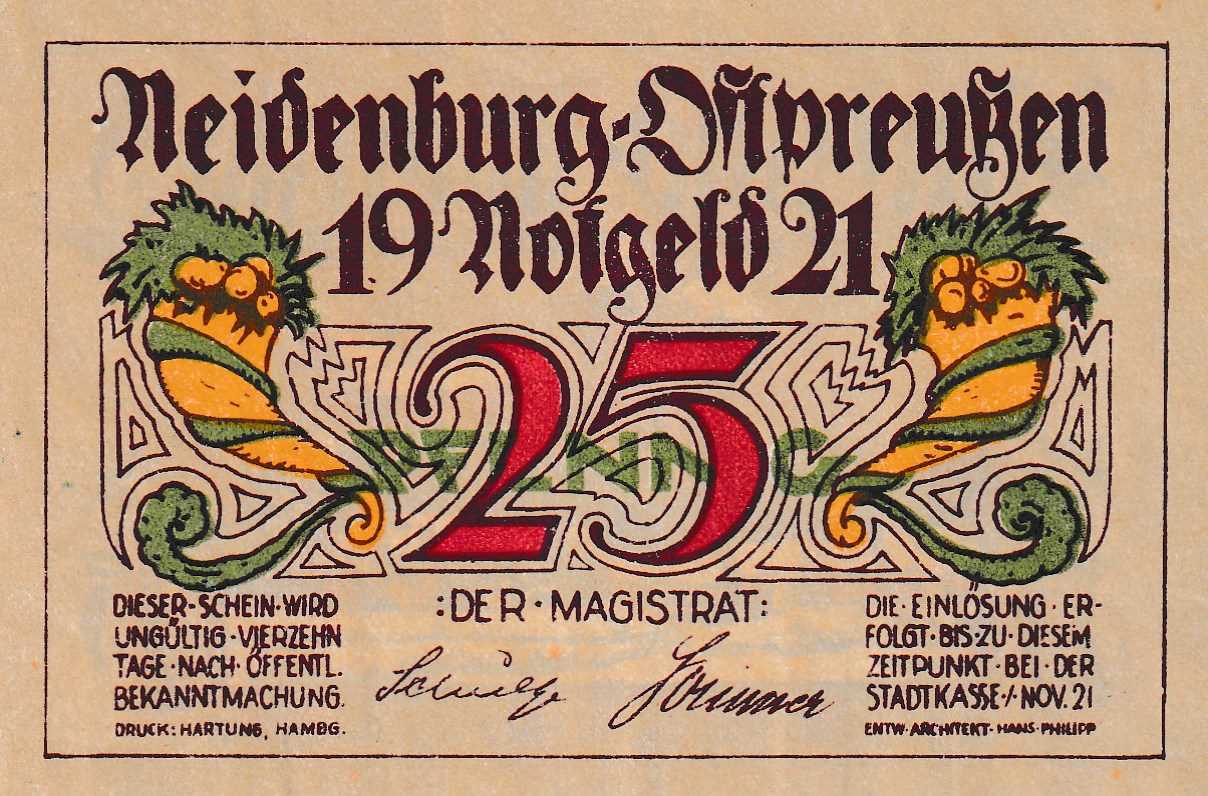 Neidenburg-Ostpreußen
19 Notgeld 21
25
PFENNIG
DIESER·SCHEIN·WIRD
UNGÜLTIG·VIERZEHN
TAGE·NACH·ÖFFENTL.
BEKANNTMACHUNG.
DRUCK: HARTUNG, HAMBG.
:DER·MAGISTRAT:
DIE·EINLÖSUNG·ER-
FOLGT·BIS·ZU·DIESEM
ZEITPUNKT·BEI·DER
STADTKASSE·/·NOV. 21
ENTW·ARCHITEKT·HANS·PHILIPP